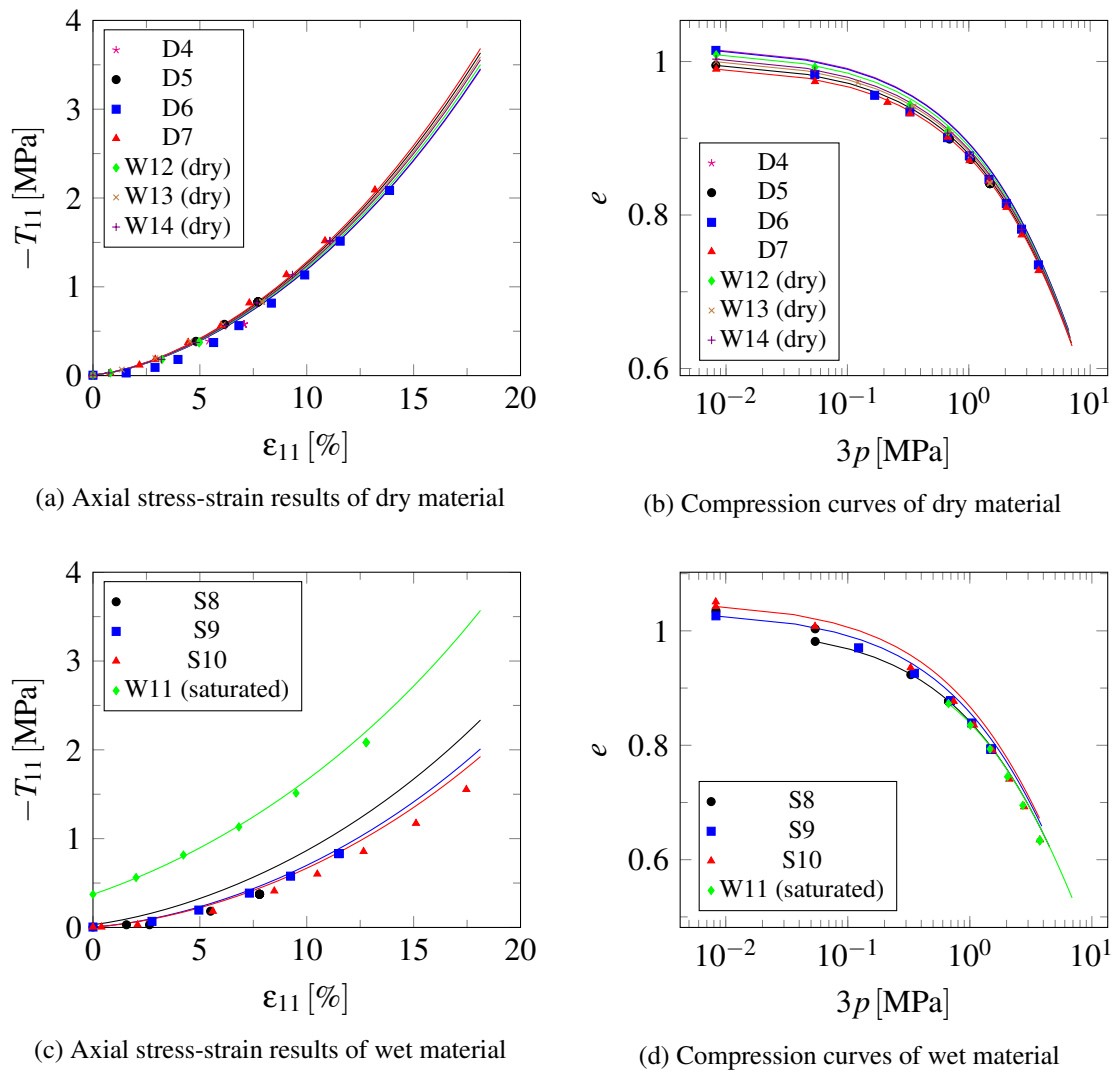 4
3
2
1
0
−T₁₁ [MPa]
D4
D5
D6
D7
W12 (dry)
W13 (dry)
W14 (dry)
0 5 10 15 20
ε₁₁ [%]
(a) Axial stress-strain results of dry material
1
0.8
0.6
e
D4
D5
D6
D7
W12 (dry)
W13 (dry)
W14 (dry)
10⁻² 10⁻¹ 10⁰ 10¹
3p [MPa]
(b) Compression curves of dry material
4
3
2
1
0
−T₁₁ [MPa]
S8
S9
S10
W11 (saturated)
0 5 10 15 20
ε₁₁ [%]
(c) Axial stress-strain results of wet material
1
0.8
0.6
e
S8
S9
S10
W11 (saturated)
10⁻² 10⁻¹ 10⁰ 10¹
3p [MPa]
(d) Compression curves of wet material